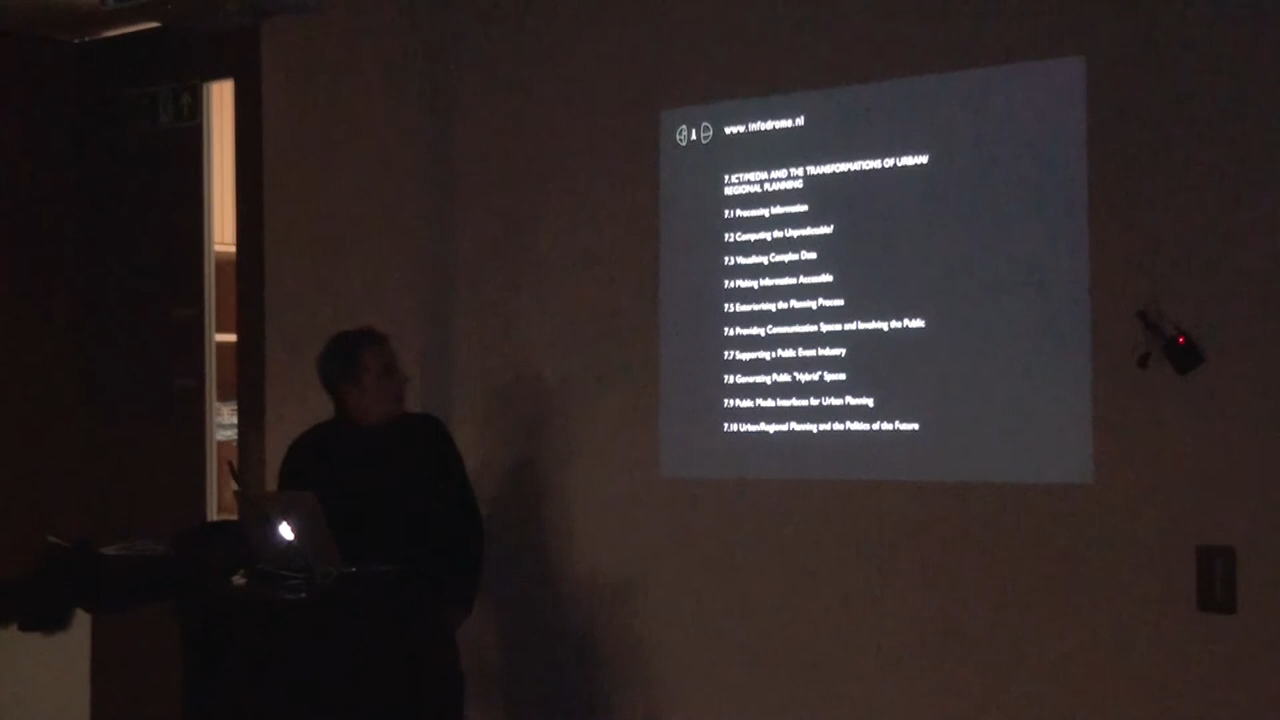 www.infodrome.nl
7. ICT/MEDIA AND THE TRANSFORMATIONS OF URBAN/
REGIONAL PLANNING
7.1 Processing Information
7.2 Computing the Unpredictable?
7.3 Visualising Complex Data
7.4 Making Information Accessible
7.5 Exteriorising the Planning Process
7.6 Providing Communication Spaces and Involving the Public
7.7 Supporting a Public Event Industry
7.8 Generating Public "Hybrid" Spaces
7.9 Public Media Interfaces for Urban Planning
7.10 Urban/Regional Planning and the Politics of the Future